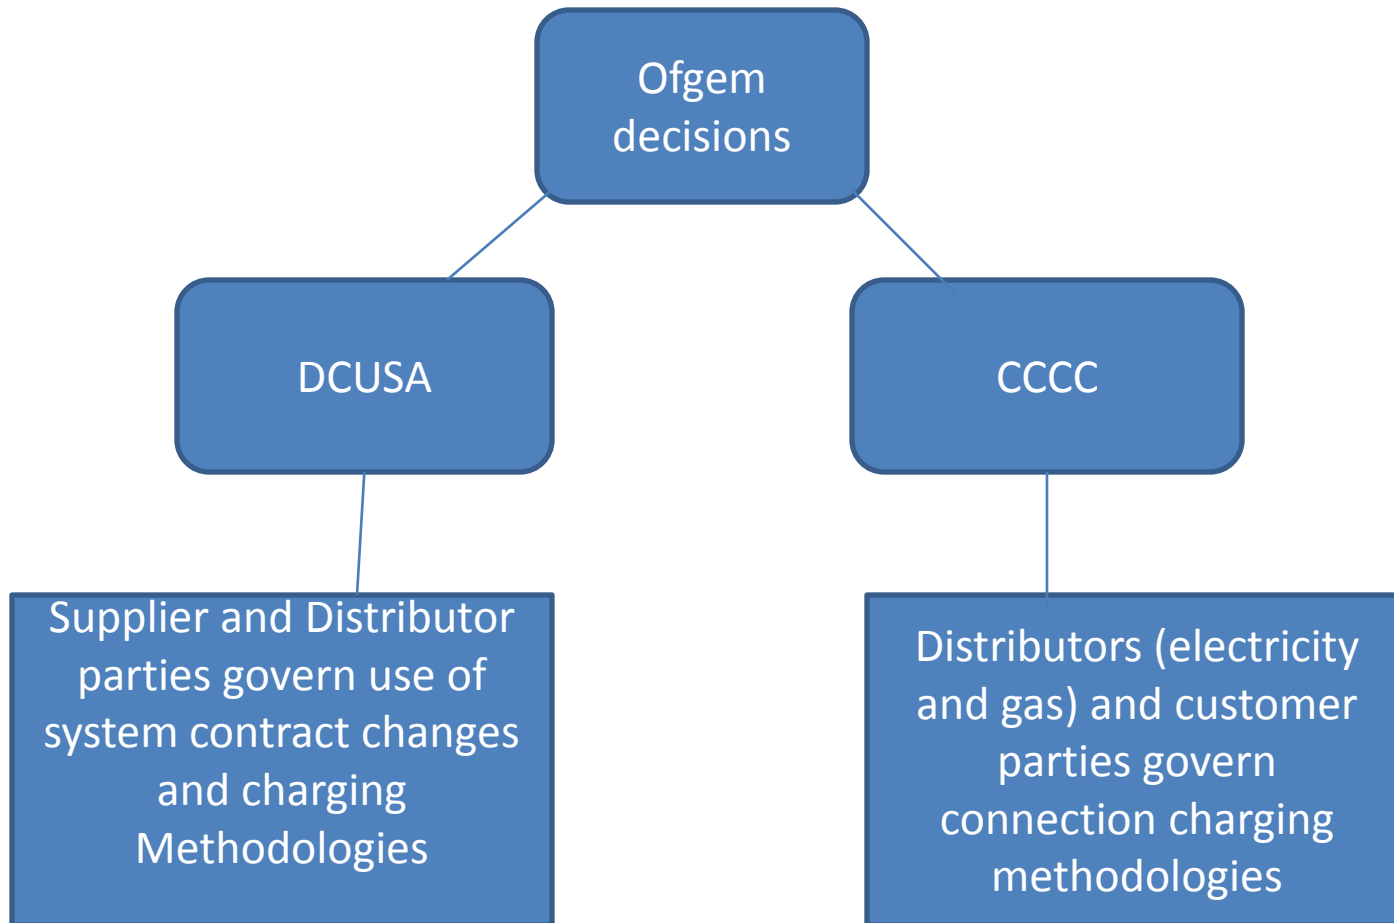 Ofgem
decisions
DCUSA
CCCC
Supplier and Distributor
parties govern use of
system contract changes
and charging
Methodologies
Distributors (electricity
and gas) and customer
parties govern
connection charging
methodologies